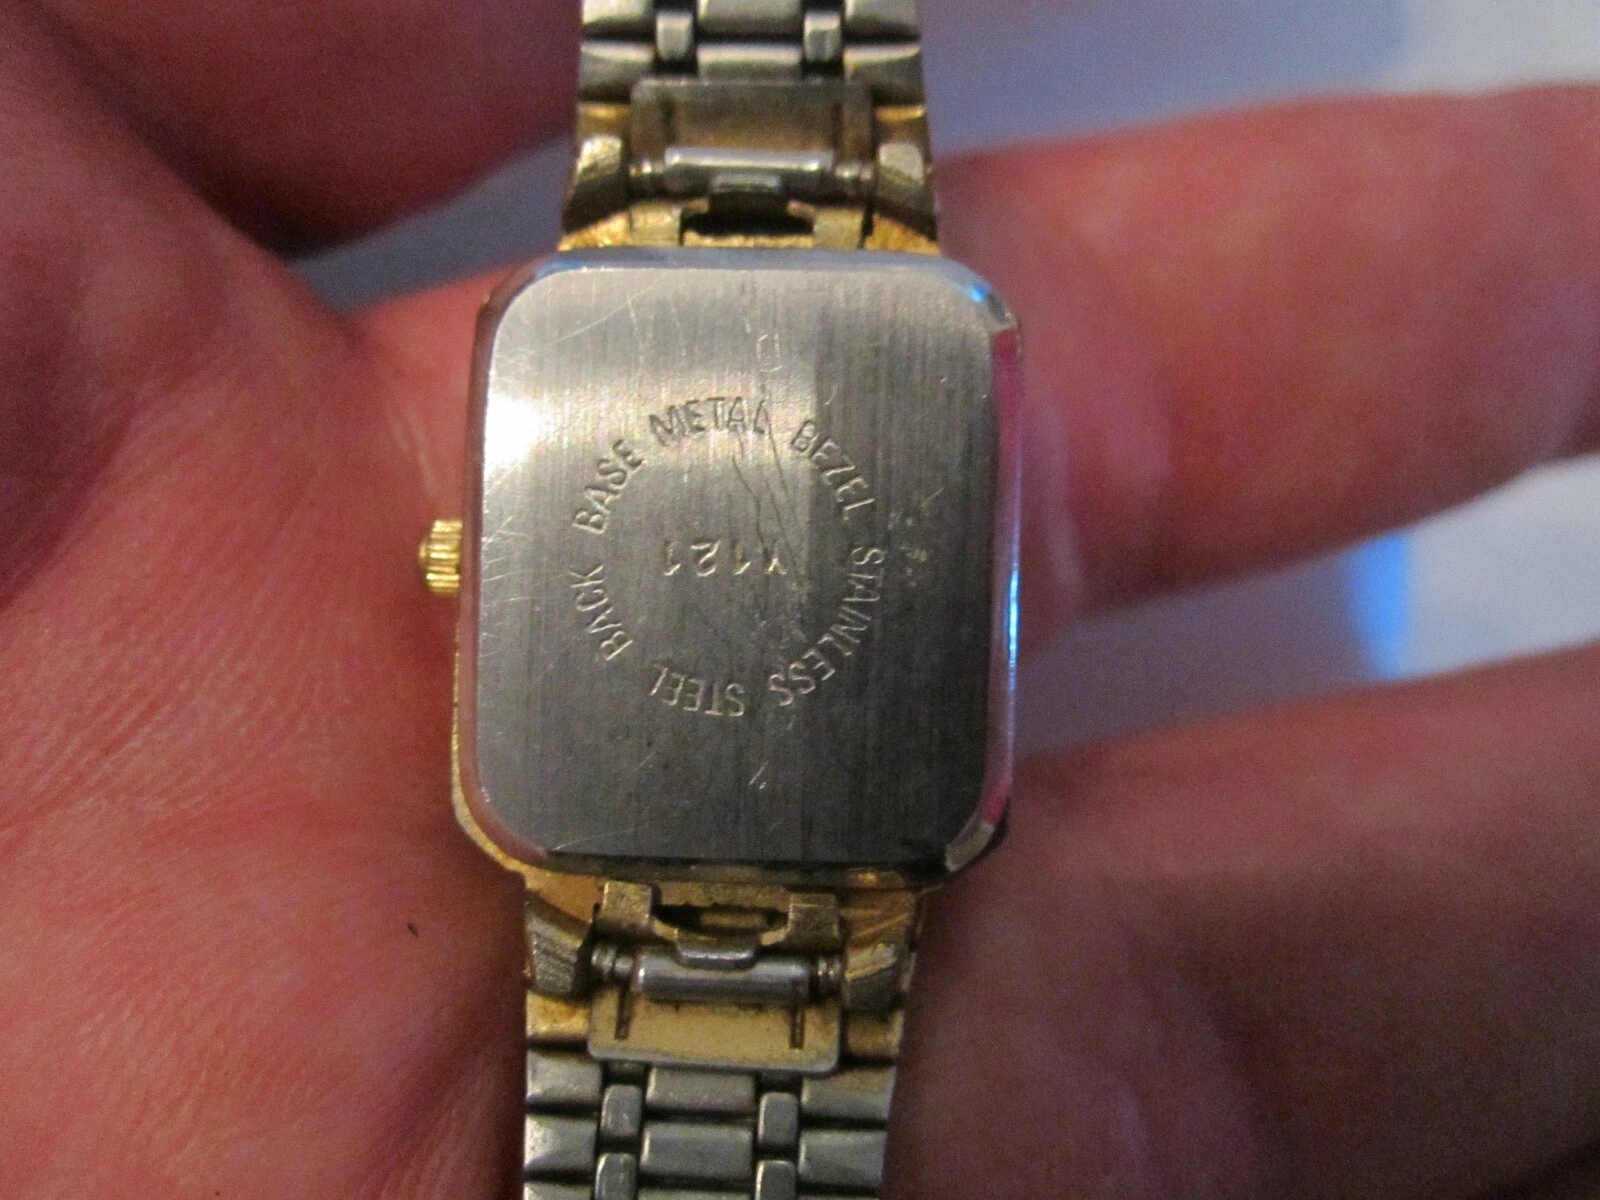 BASE METAL BEZEL STAINLESS STEEL BACK
Y121